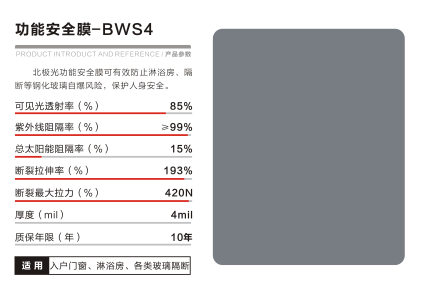 功能安全膜-BWS4
PRODUCT INTRODUCT AND REFERENCE / 产品参数
北极光功能安全膜可有效防止淋浴房、隔
断等钢化玻璃自爆风险，保护人身安全。
可见光透射率（%） 85%
紫外线阻隔率（%） ≥99%
总太阳能阻隔率（%） 15%
断裂拉伸率（%） 193%
断裂最大拉力（%） 420N
厚度（mil） 4mil
质保年限（年） 10年
适用 入户门窗、淋浴房、各类玻璃隔断